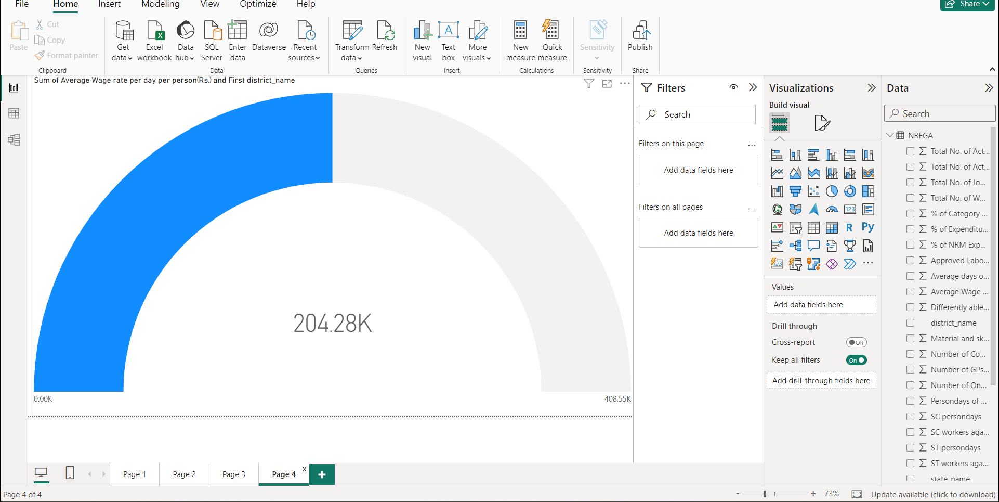 File Home Insert Modeling View Optimize Help Share
Paste
Cut
Copy
Format painter
Clipboard
Get data
Excel workbook
Data hub
SQL Server
Enter data
Dataverse
Recent sources
Data
Transform data
Refresh
Queries
New visual
Text box
More visuals
Insert
New measure
Quick measure
Calculations
Sensitivity
Sensitivity
Publish
Share
Sum of Average Wage rate per day per person(Rs.) and First district_name
204.28K
0.00K
408.55K
Filters
Search
Filters on this page
...
Add data fields here
Filters on all pages
...
Add data fields here
Visualizations
Build visual
123
R
Py
123
...
Values
Add data fields here
Drill through
Cross-report Off
Keep all filters On
Add drill-through fields here
Data
Search
NREGA
Σ Total No. of Act...
Σ Total No. of Act...
Σ Total No. of Jo...
Σ Total No. of W...
Σ % of Category ...
Σ % of Expenditu...
Σ % of NRM Exp...
Σ Approved Labo...
Σ Average days o...
Σ Average Wage ...
Σ Differently able...
district_name
Σ Material and sk...
Σ Number of Co...
Σ Number of GPs...
Σ Number of On...
Σ Persondays of ...
Σ SC persondays
Σ SC workers aga...
Σ ST persondays
Σ ST workers aga...
state_name
Page 1
Page 2
Page 3
Page 4 x
+
Page 4 of 4
- + 73%
Update available (click to download)